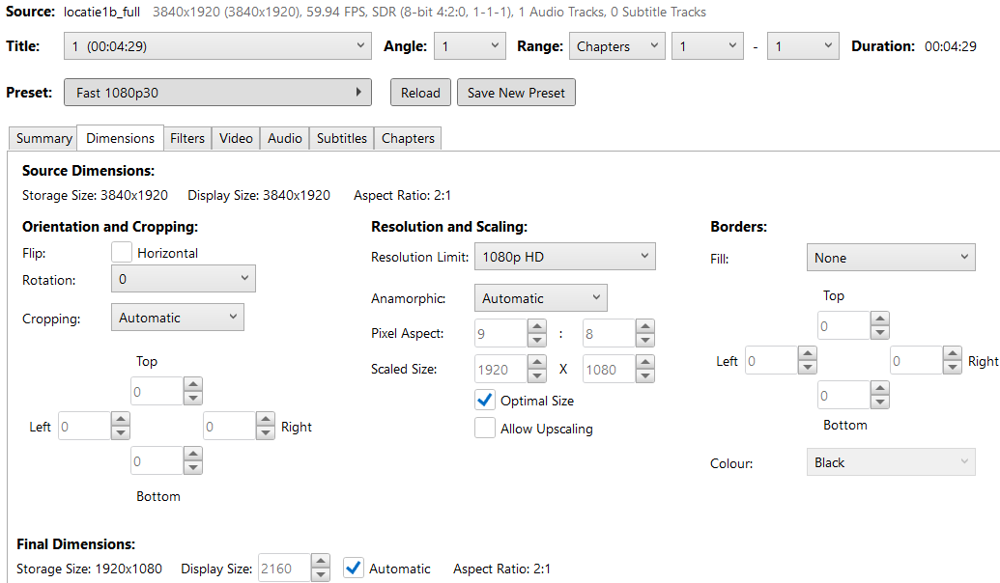 Source: locatie1b_full 3840x1920 (3840x1920), 59.94 FPS, SDR (8-bit 4:2:0, 1-1-1), 1 Audio Tracks, 0 Subtitle Tracks
Title: 1 (00:04:29) Angle: 1 Range: Chapters 1 - 1 Duration: 00:04:29
Preset: Fast 1080p30 Reload Save New Preset
Summary Dimensions Filters Video Audio Subtitles Chapters
Source Dimensions:
Storage Size: 3840x1920 Display Size: 3840x1920 Aspect Ratio: 2:1
Orientation and Cropping:
Flip: Horizontal
Rotation: 0
Cropping: Automatic
Top
0
Left 0 0 Right
0
Bottom
Resolution and Scaling:
Resolution Limit: 1080p HD
Anamorphic: Automatic
Pixel Aspect: 9 : 8
Scaled Size: 1920 X 1080
Optimal Size
Allow Upscaling
Borders:
Fill: None
Top
0
Left 0 0 Right
0
Bottom
Colour: Black
Final Dimensions:
Storage Size: 1920x1080 Display Size: 2160 Automatic Aspect Ratio: 2:1